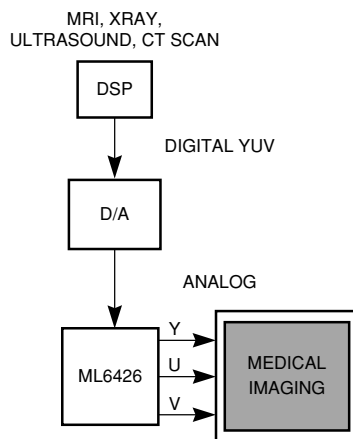 MRI, XRAY,
ULTRASOUND, CT SCAN
DSP
DIGITAL YUV
D/A
ANALOG
ML6426
Y
U
V
MEDICAL
IMAGING